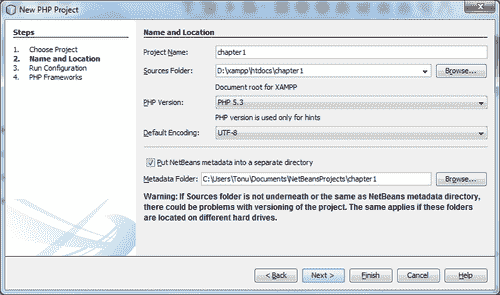 New PHP Project
Steps
1. Choose Project
2. Name and Location
3. Run Configuration
4. PHP Frameworks
Name and Location
Project Name: chapter1
Sources Folder: D:\xampp\htdocs\chapter1 Browse...
Document root for XAMPP
PHP Version: PHP 5.3
PHP version is used only for hints
Default Encoding: UTF-8
Put NetBeans metadata into a separate directory
Metadata Folder: C:\Users\Tonu\Documents\NetBeansProjects\chapter1 Browse...
Warning: If Sources folder is not underneath or the same as NetBeans metadata directory,
there could be problems with versioning of the project. The same applies if these folders
are located on different hard drives.
< Back Next > Finish Cancel Help